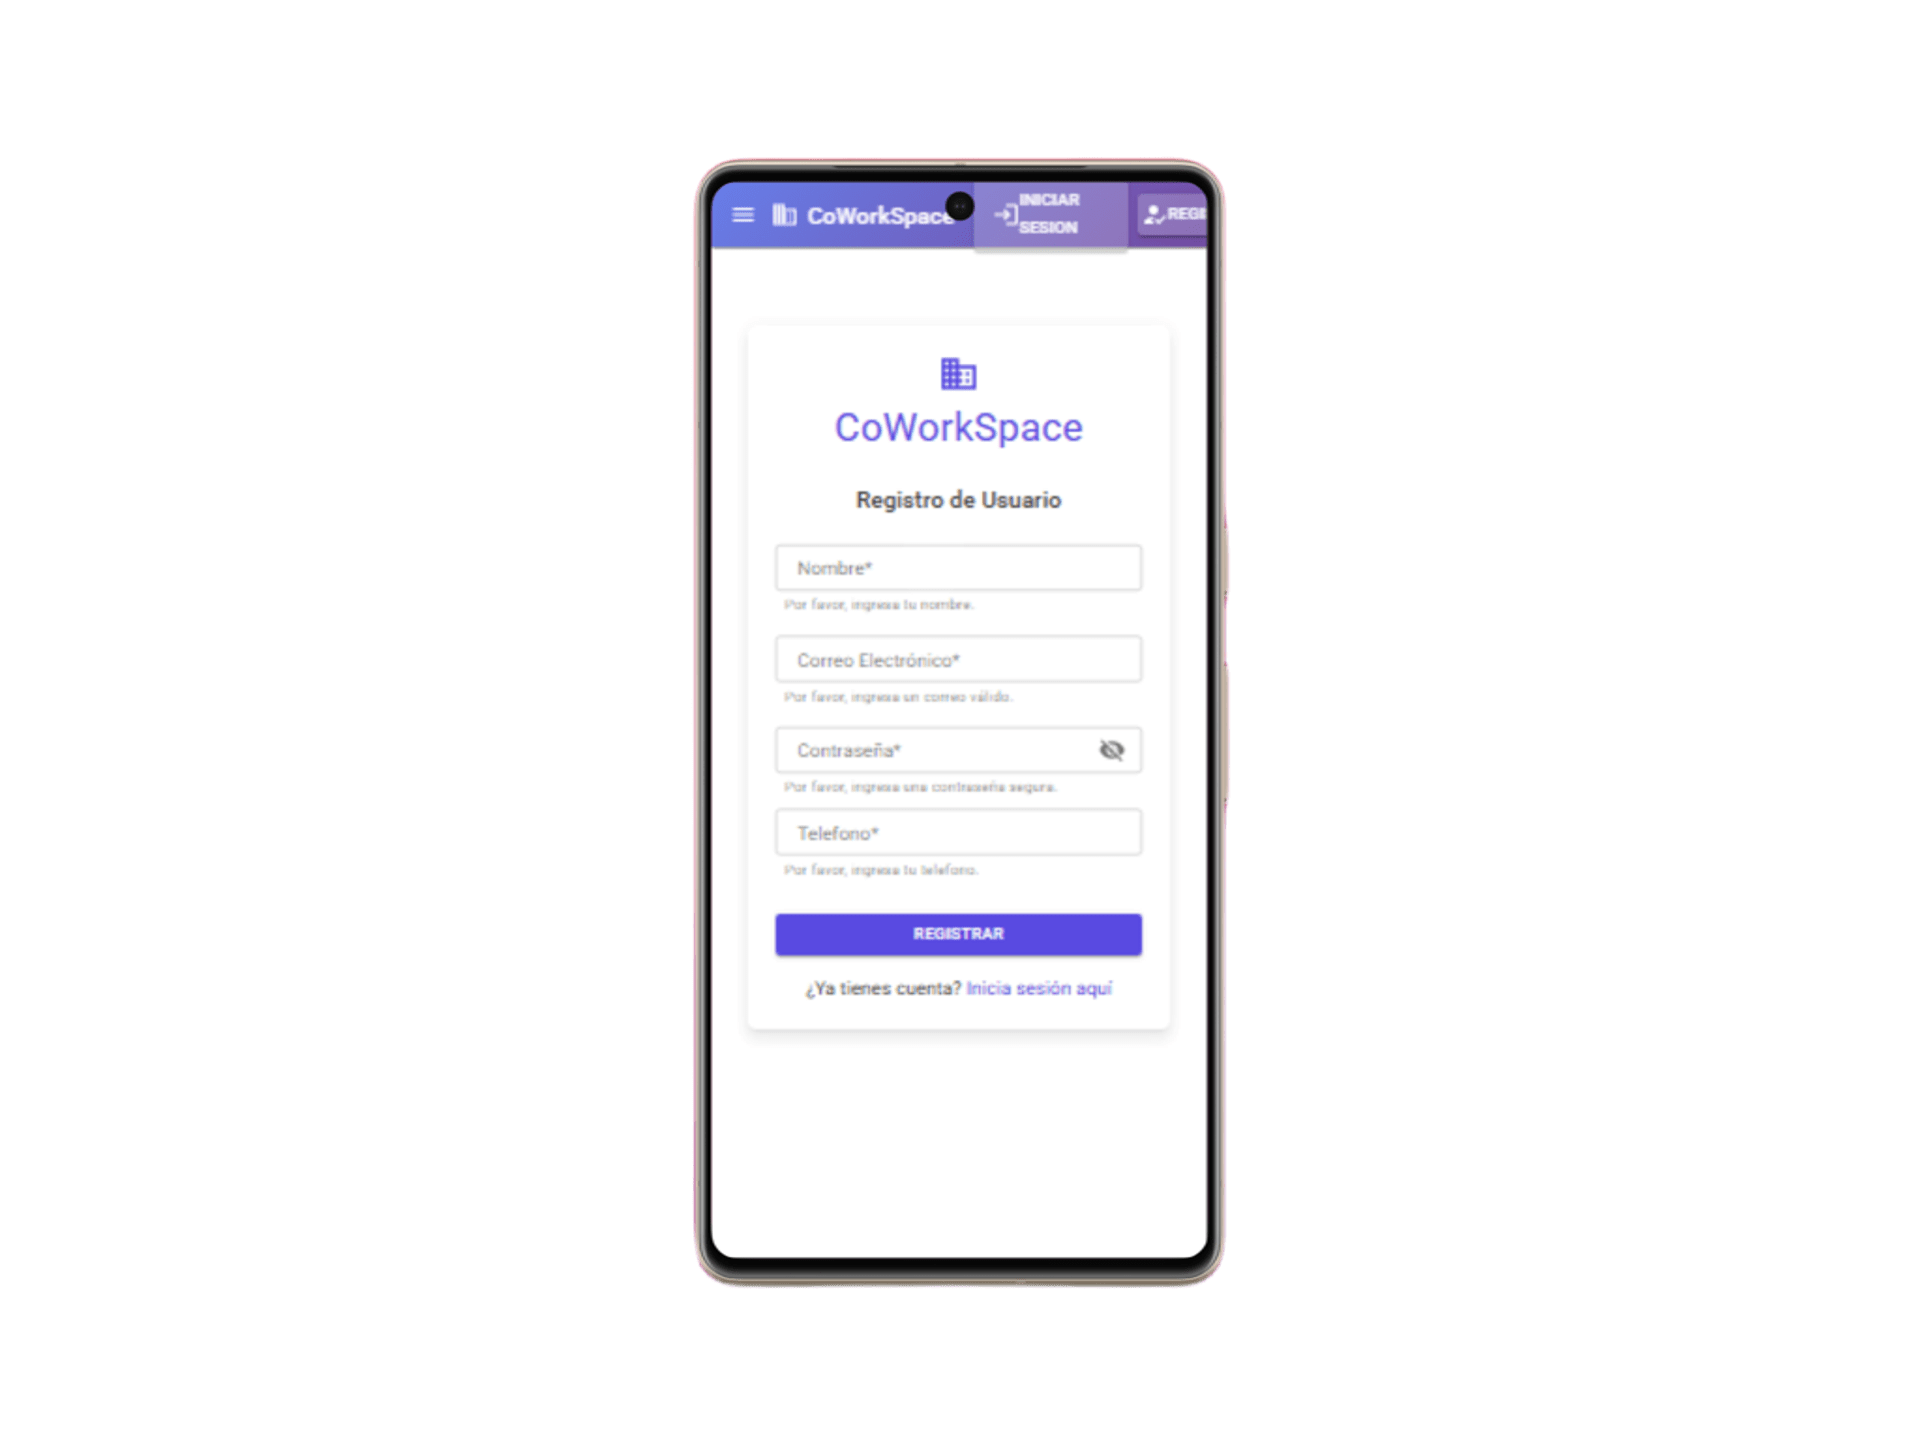 CoWorkSpace
INICIAR
SESION
REGI
CoWorkSpace
Registro de Usuario
Nombre*
Por favor, ingresa tu nombre.
Correo Electrónico*
Por favor, ingresa un correo válido.
Contraseña*
Por favor, ingresa una contraseña segura.
Telefono*
Por favor, ingresa tu telefono.
REGISTRAR
¿Ya tienes cuenta? Inicia sesión aquí